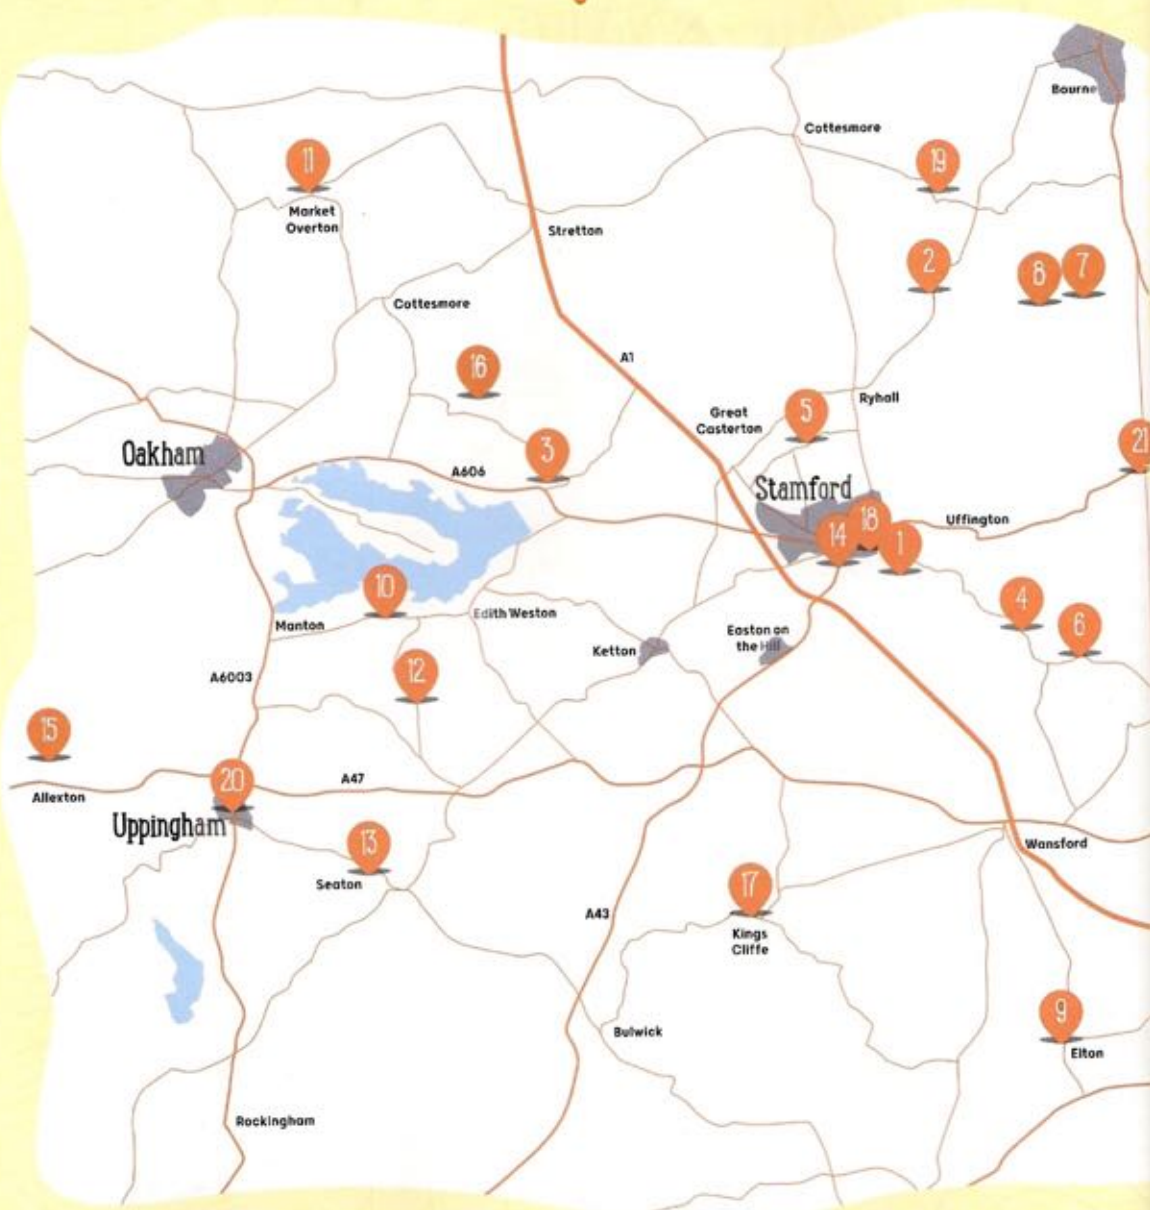 Bourne
Cottesmore
19
11
Market
Overton
Stretton
2
8
7
Cottesmore
A1
16
Ryhall
5
Great
Casterton
21
Oakham
3
A606
Stamford
18
Uffington
14
1
10
4
Edith Weston
6
Manton
Easton on
the Hill
Ketton
12
A6003
15
20
A47
Allexton
Uppingham
13
Wansford
Seaton
17
A43
Kings
Cliffe
9
Bulwick
Elton
Rockingham